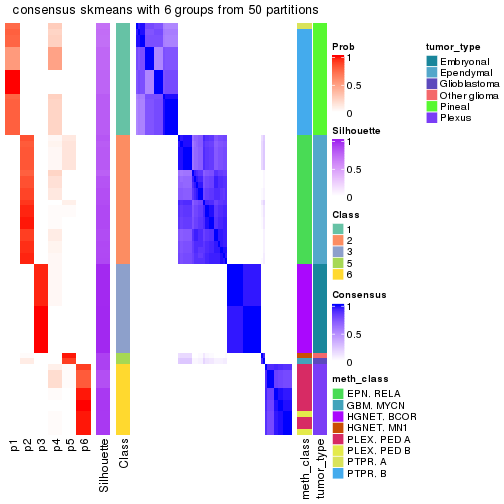 consensus skmeans with 6 groups from 50 partitions
p1
p2
p3
p4
p5
p6
Silhouette
Class
meth_class
tumor_type
Prob
1
0.5
0
Silhouette
1
0.5
0
Class
1
2
3
5
6
Consensus
1
0.5
0
meth_class
EPN. RELA
GBM. MYCN
HGNET. BCOR
HGNET. MN1
PLEX. PED A
PLEX. PED B
PTPR. A
PTPR. B
tumor_type
Embryonal
Ependymal
Glioblastoma
Other glioma
Pineal
Plexus